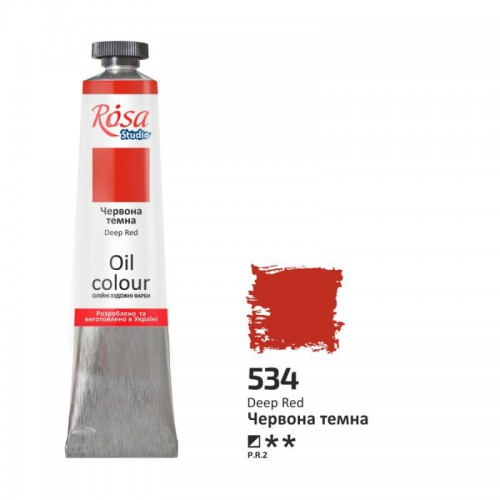 Rósa
Studio
Червона
темна
Deep Red
Oil
colour
ОЛІЙНІ ХУДОЖНІ ФАРБИ
Розроблено та
виготовлено в Україні
534
Deep Red
Червона темна
**
P.R.2